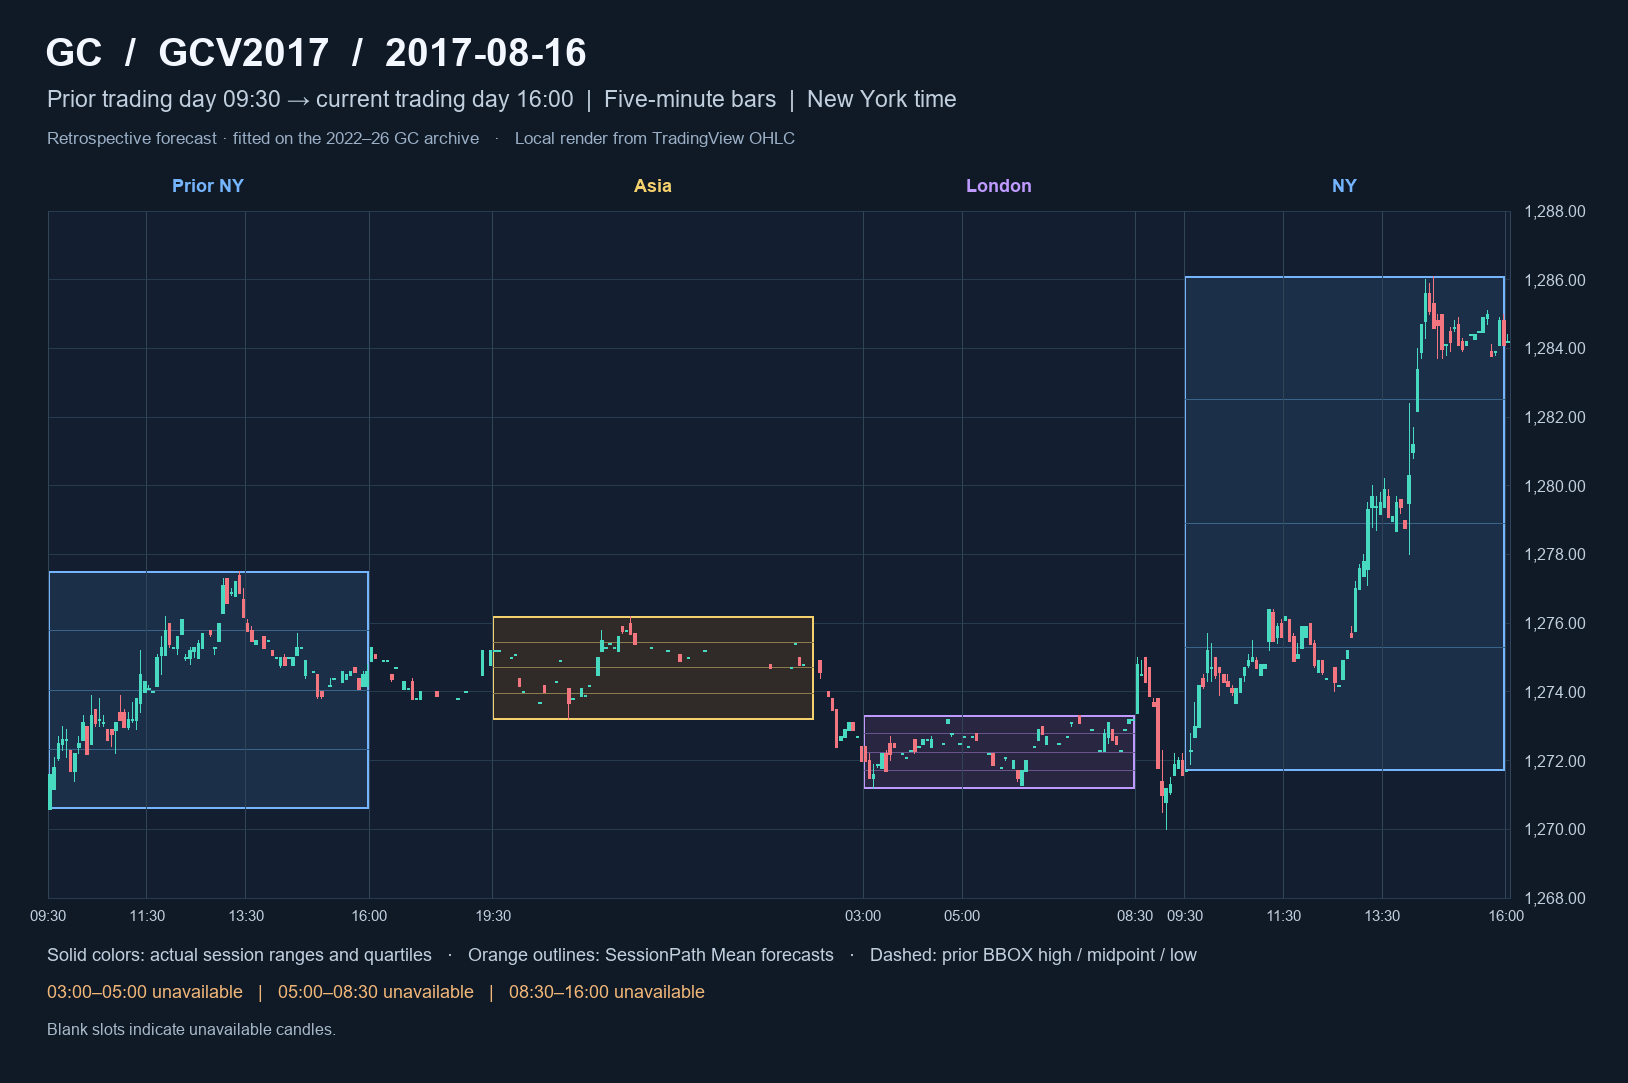 GC / GCV2017 / 2017-08-16
Prior trading day 09:30 → current trading day 16:00 | Five-minute bars | New York time
Retrospective forecast · fitted on the 2022–26 GC archive · Local render from TradingView OHLC
Prior NY Asia London NY
1,288.00
1,286.00
1,284.00
1,282.00
1,280.00
1,278.00
1,276.00
1,274.00
1,272.00
1,270.00
1,268.00
09:30 11:30 13:30 16:00 19:30 03:00 05:00 08:30 09:30 11:30 13:30 16:00
Solid colors: actual session ranges and quartiles · Orange outlines: SessionPath Mean forecasts · Dashed: prior BBOX high / midpoint / low
03:00–05:00 unavailable | 05:00–08:30 unavailable | 08:30–16:00 unavailable
Blank slots indicate unavailable candles.